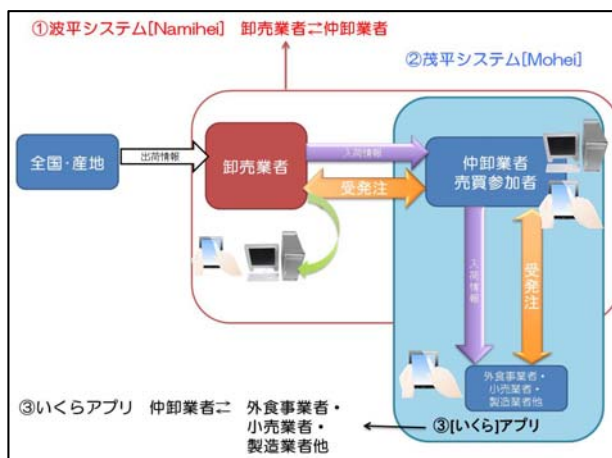 ①波平システム[Namihei] 卸売業者⇄仲卸業者
②茂平システム[Mohei]
全国・産地
出荷情報
卸売業者
入荷情報
受発注
仲卸業者
売買参加者
入荷情報
受発注
外食事業者・
小売業者・
製造業者他
③いくらアプリ 仲卸業者⇄ 外食事業者・
小売業者・
製造業者他
③[いくら]アプリ